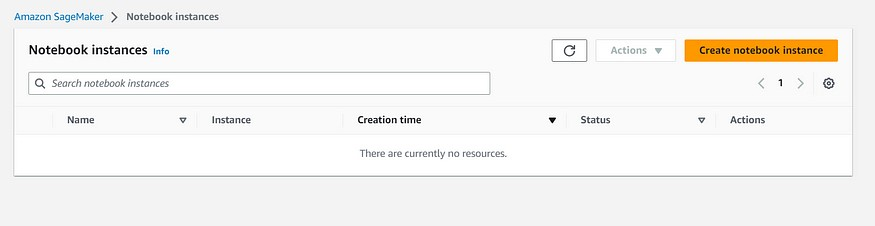 Amazon SageMaker > Notebook instances
Notebook instances Info
Actions
Create notebook instance
Search notebook instances
1
Name Instance Creation time Status Actions
There are currently no resources.